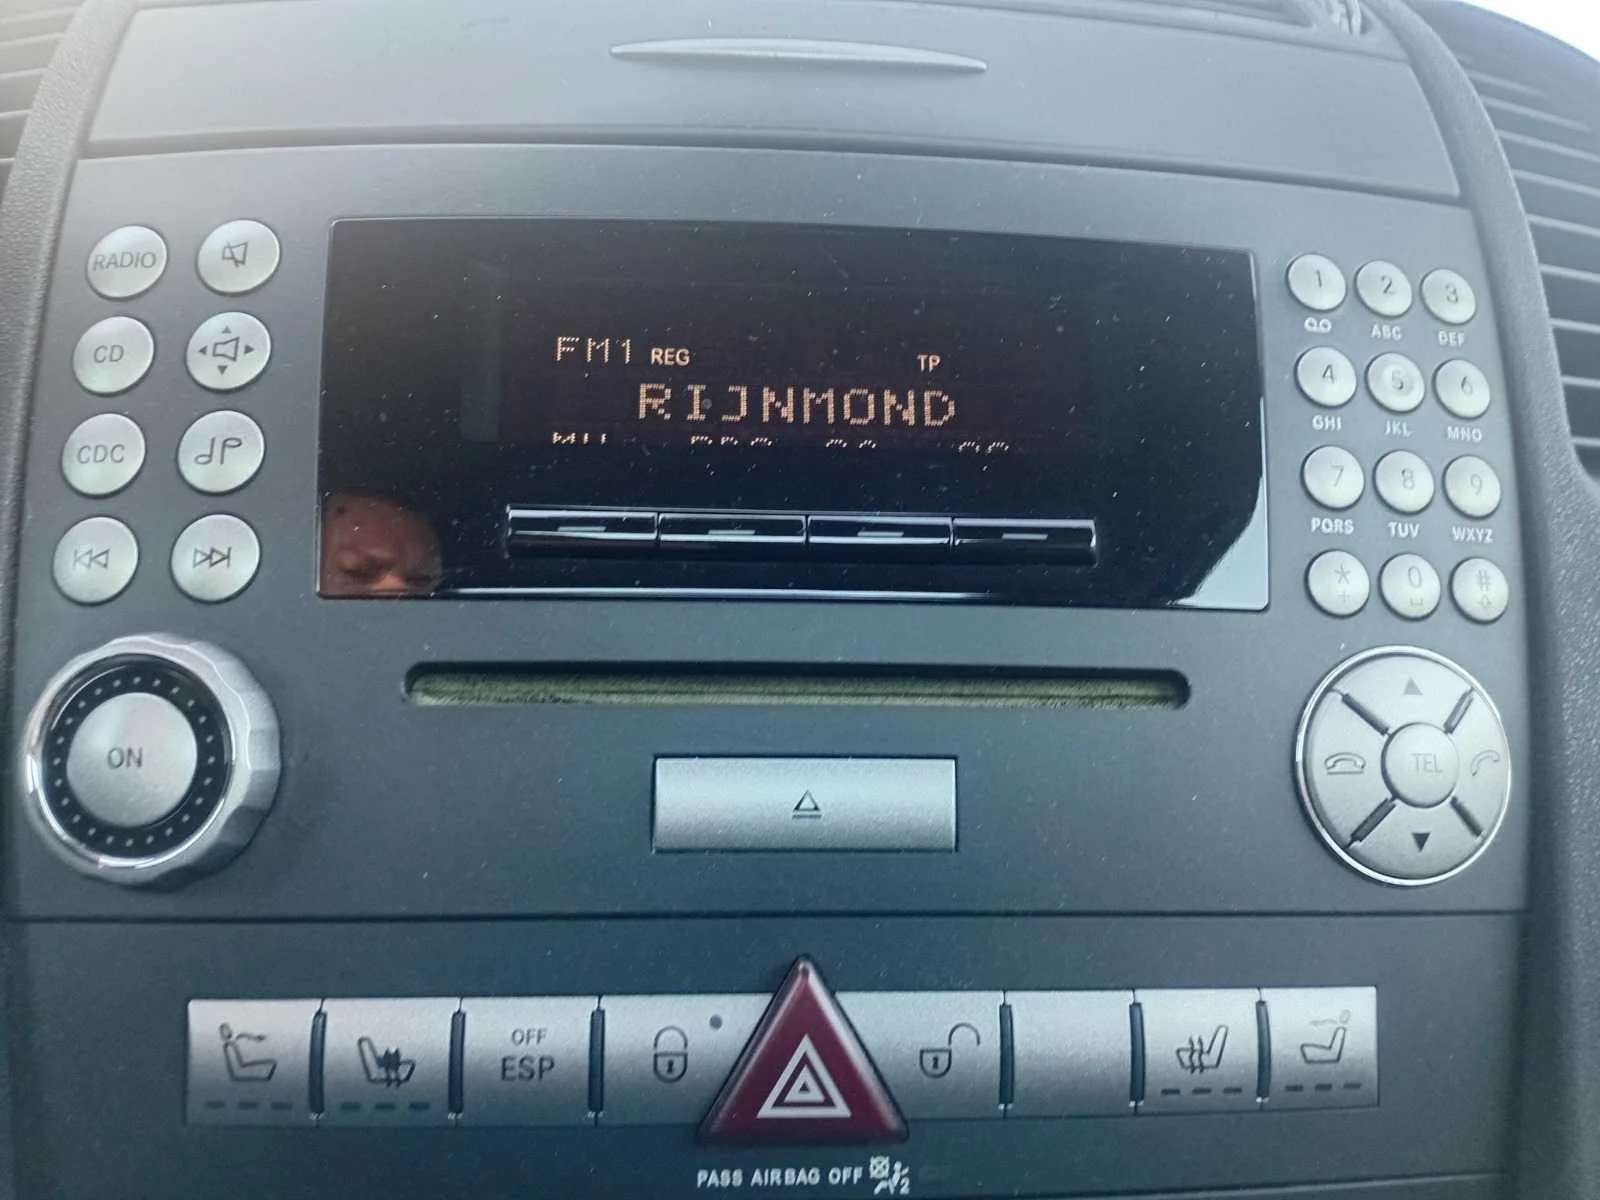 RADIO
CD
CDC
ON
FM1 REG TP
RIJNMOND
1 2 3
ABC DEF
4 5 6
GHI JKL MNO
7 8 9
PQRS TUV WXYZ
* 0 #
+
TEL
OFF
ESP
PASS AIRBAG OFF 2